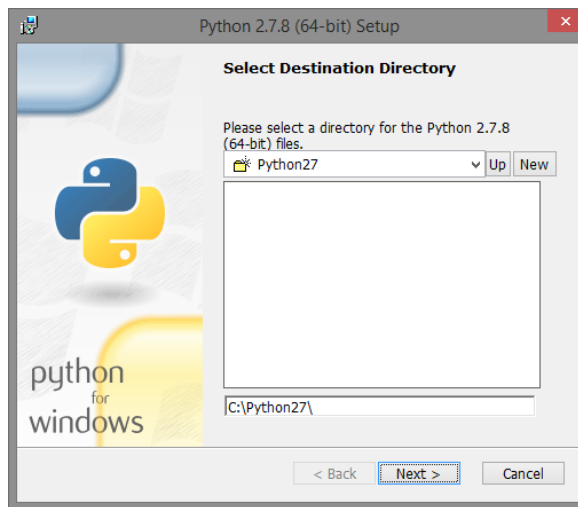 Python 2.7.8 (64-bit) Setup
Select Destination Directory
Please select a directory for the Python 2.7.8
(64-bit) files.
Python27
Up
New
C:\Python27\
python
for
windows
< Back
Next >
Cancel